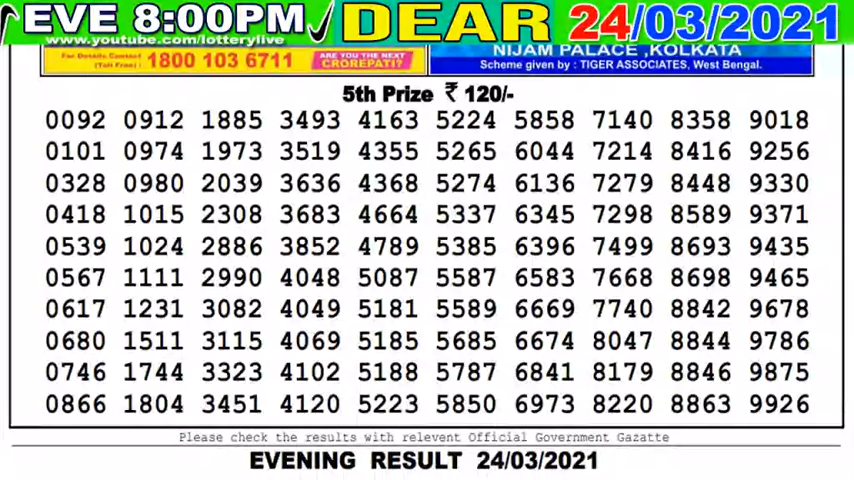 EVE 8:00PM DEAR 24/03/2021
www.youtube.com/lotterylive
For Details Contact
(Toll Free) : 1800 103 6711
ARE YOU THE NEXT
CROREPATI?
NIJAM PALACE ,KOLKATA
Scheme given by : TIGER ASSOCIATES, West Bengal.
5th Prize ₹ 120/-
0092 0912 1885 3493 4163 5224 5858 7140 8358 9018
0101 0974 1973 3519 4355 5265 6044 7214 8416 9256
0328 0980 2039 3636 4368 5274 6136 7279 8448 9330
0418 1015 2308 3683 4664 5337 6345 7298 8589 9371
0539 1024 2886 3852 4789 5385 6396 7499 8693 9435
0567 1111 2990 4048 5087 5587 6583 7668 8698 9465
0617 1231 3082 4049 5181 5589 6669 7740 8842 9678
0680 1511 3115 4069 5185 5685 6674 8047 8844 9786
0746 1744 3323 4102 5188 5787 6841 8179 8846 9875
0866 1804 3451 4120 5223 5850 6973 8220 8863 9926
Please check the results with relevent Official Government Gazatte
EVENING RESULT 24/03/2021